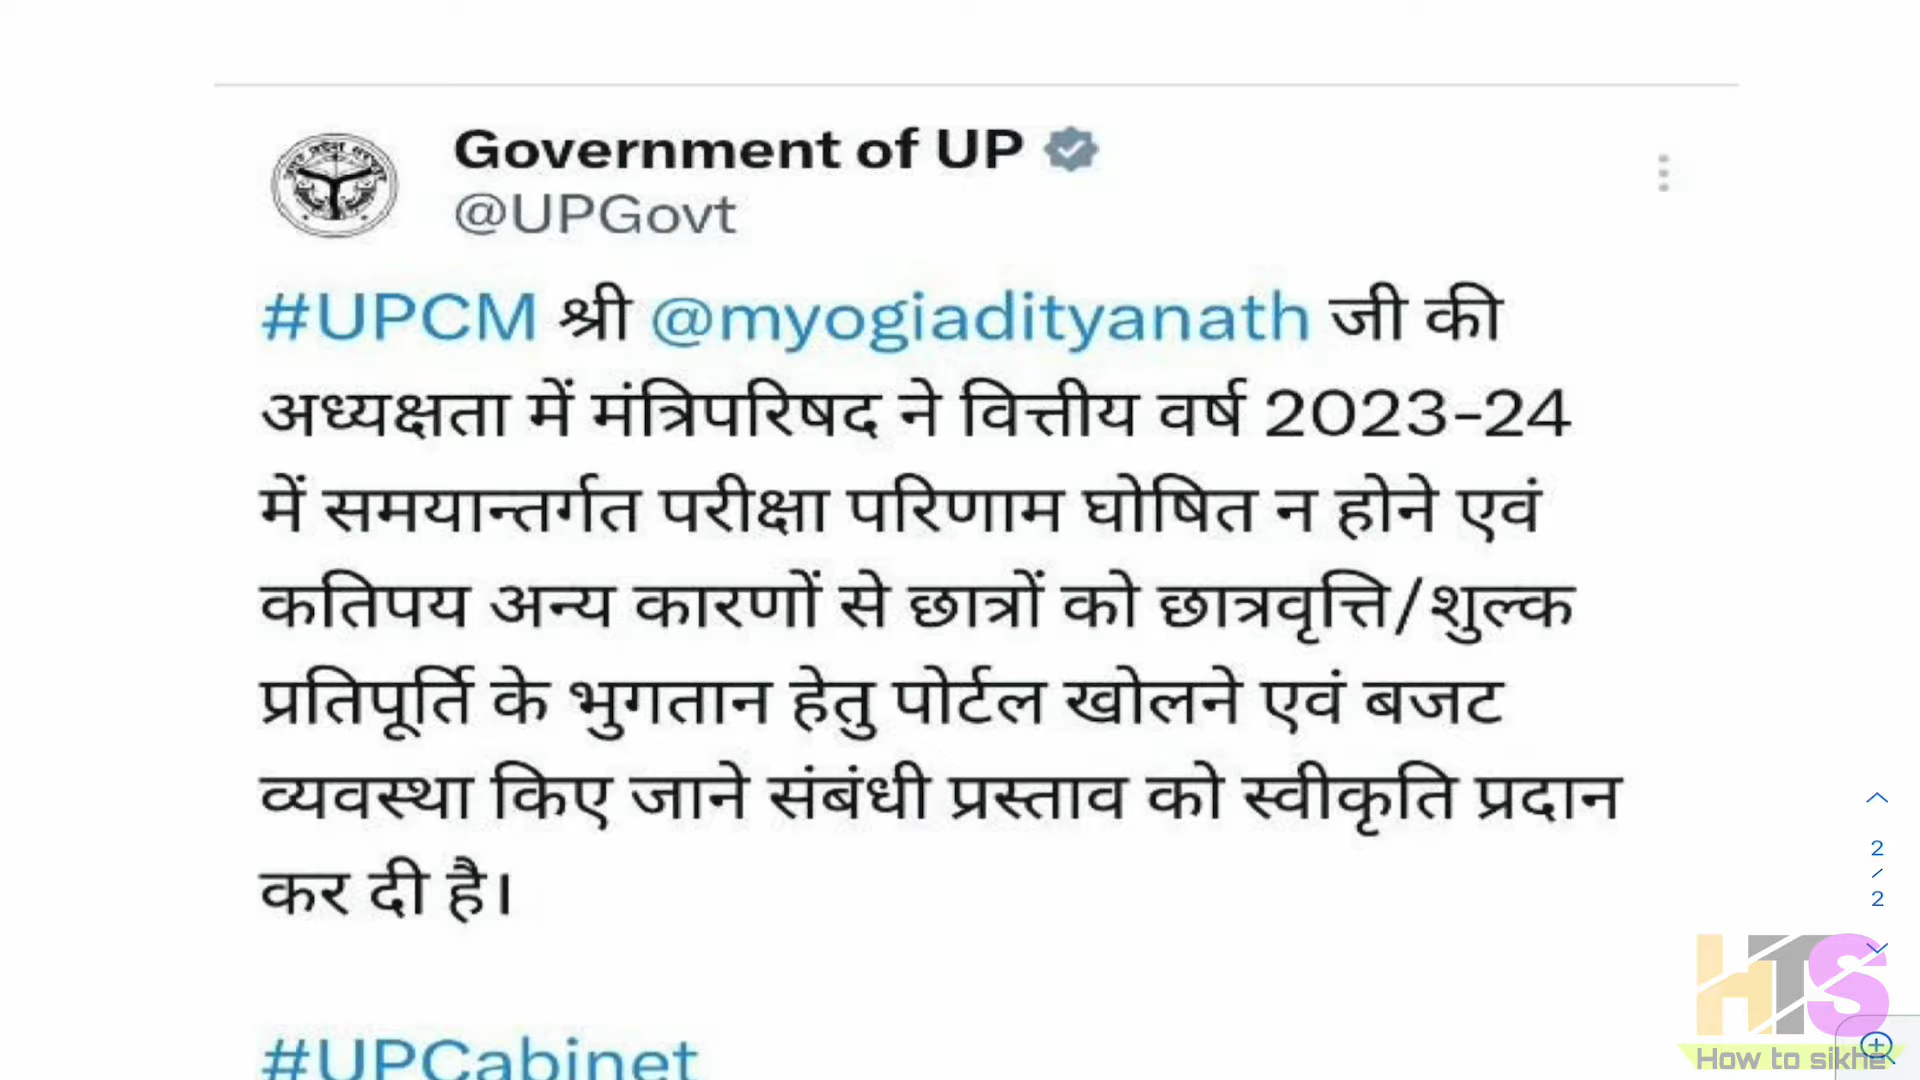 Government of UP
@UPGovt
#UPCM श्री @myogiadityanath जी की
अध्यक्षता में मंत्रिपरिषद ने वित्तीय वर्ष 2023-24
में समयान्तर्गत परीक्षा परिणाम घोषित न होने एवं
कतिपय अन्य कारणों से छात्रों को छात्रवृत्ति/शुल्क
प्रतिपूर्ति के भुगतान हेतु पोर्टल खोलने एवं बजट
व्यवस्था किए जाने संबंधी प्रस्ताव को स्वीकृति प्रदान
कर दी है।
#UPCabinet
2
/
2
HTS
How to sikhe